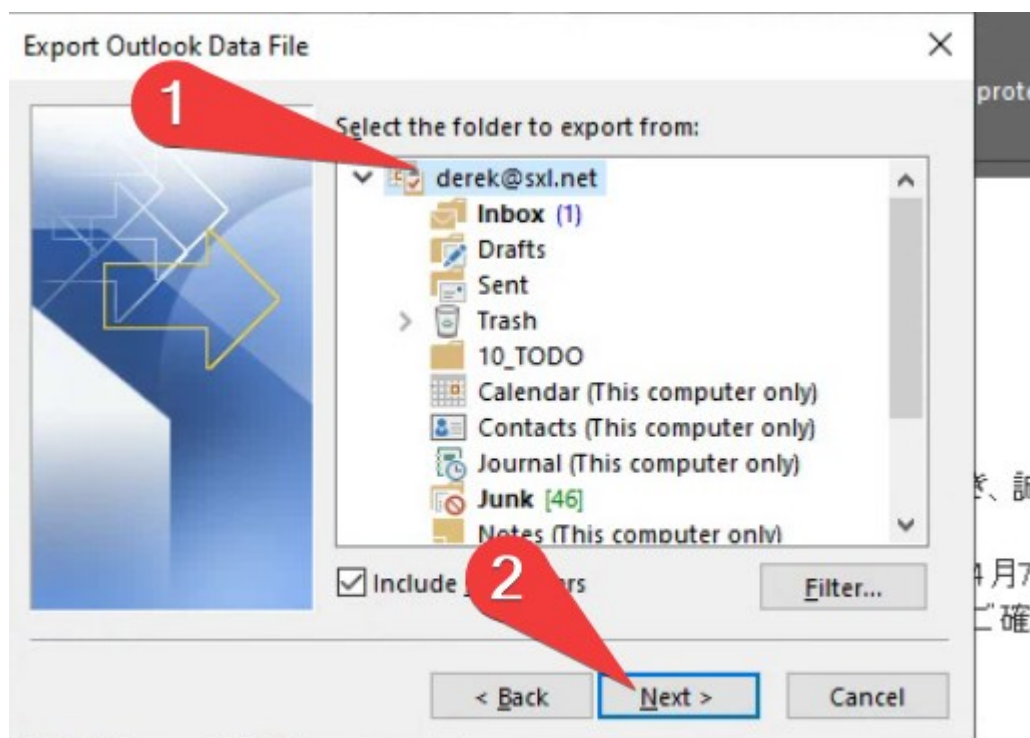 Export Outlook Data File
prote
1
Select the folder to export from:
derek@sxl.net
Inbox (1)
Drafts
Sent
Trash
10_TODO
Calendar (This computer only)
Contacts (This computer only)
Journal (This computer only)
Junk [46]
Notes (This computer only)
2
Include
Filter...
4月
ご確
< Back
Next >
Cancel